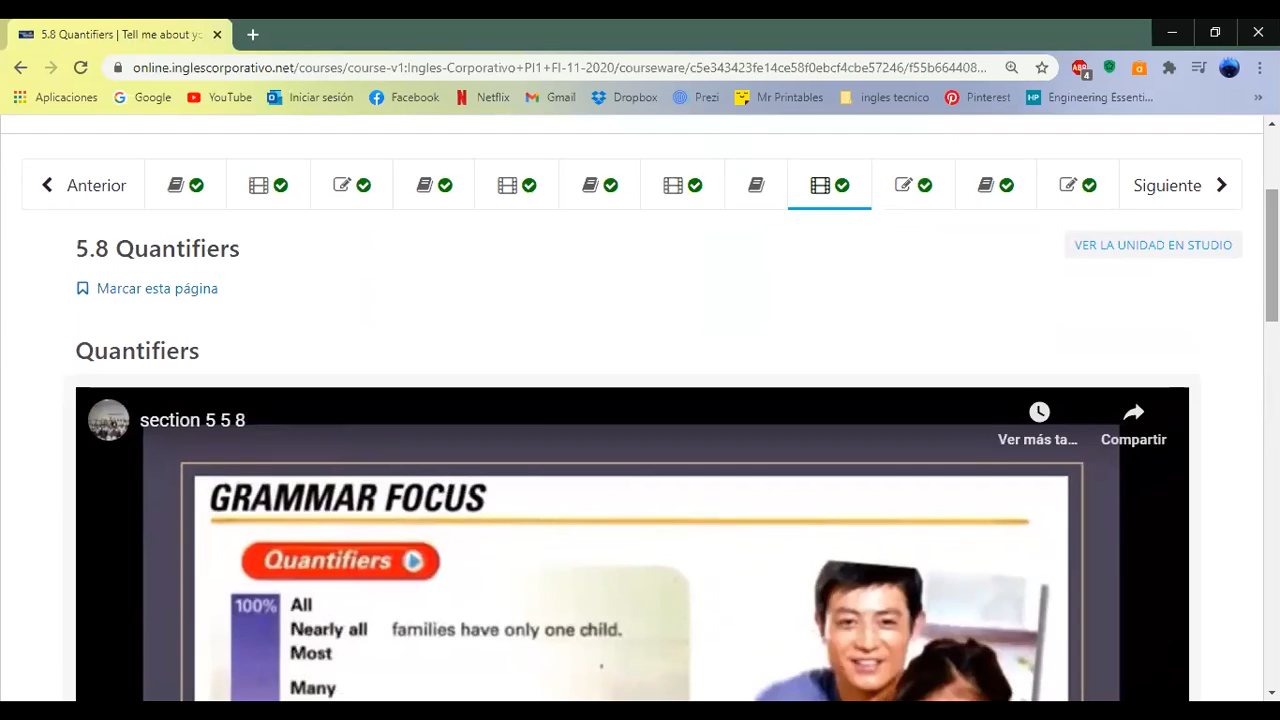 5.8 Quantifiers | Tell me about yo
online.inglescorporativo.net/courses/course-v1:Ingles-Corporativo+PI1+FI-11-2020/courseware/c5e343423fe14ce58f0ebcf4cbe57246/f55b664408...
4
Aplicaciones Google YouTube Iniciar sesión Facebook Netflix Gmail Dropbox Prezi Mr Printables ingles tecnico Pinterest HP Engineering Essenti... »
Anterior Siguiente
5.8 Quantifiers VER LA UNIDAD EN STUDIO
Marcar esta página
Quantifiers
section 5 5 8
Ver más ta... Compartir
GRAMMAR FOCUS
Quantifiers
100% All
Nearly all families have only one child.
Most
Many